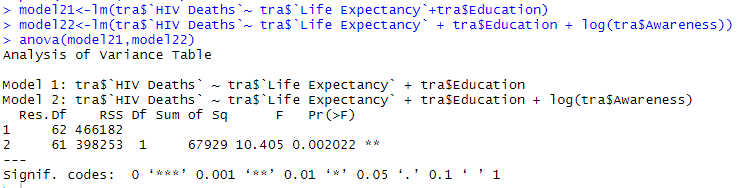 > model21<-lm(tra$`HIV Deaths`~ tra$`Life Expectancy`+tra$Education)
> model22<-lm(tra$`HIV Deaths`~ tra$`Life Expectancy` + tra$Education + log(tra$Awareness))
> anova(model21,model22)
Analysis of Variance Table

Model 1: tra$`HIV Deaths` ~ tra$`Life Expectancy` + tra$Education
Model 2: tra$`HIV Deaths` ~ tra$`Life Expectancy` + tra$Education + log(tra$Awareness)
  Res.Df    RSS Df Sum of Sq      F   Pr(>F)
1     62 466182
2     61 398253  1     67929 10.405 0.002022 **
---
Signif. codes:  0 ‘***’ 0.001 ‘**’ 0.01 ‘*’ 0.05 ‘.’ 0.1 ‘ ’ 1